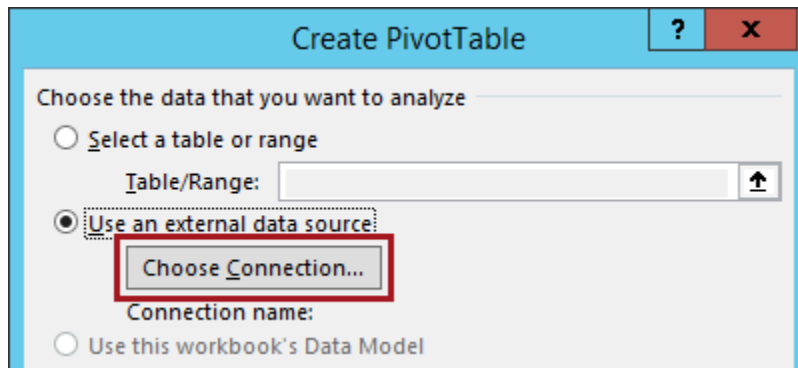 Create PivotTable
? x
Choose the data that you want to analyze
Select a table or range
Table/Range:
Use an external data source
Choose Connection...
Connection name:
Use this workbook's Data Model